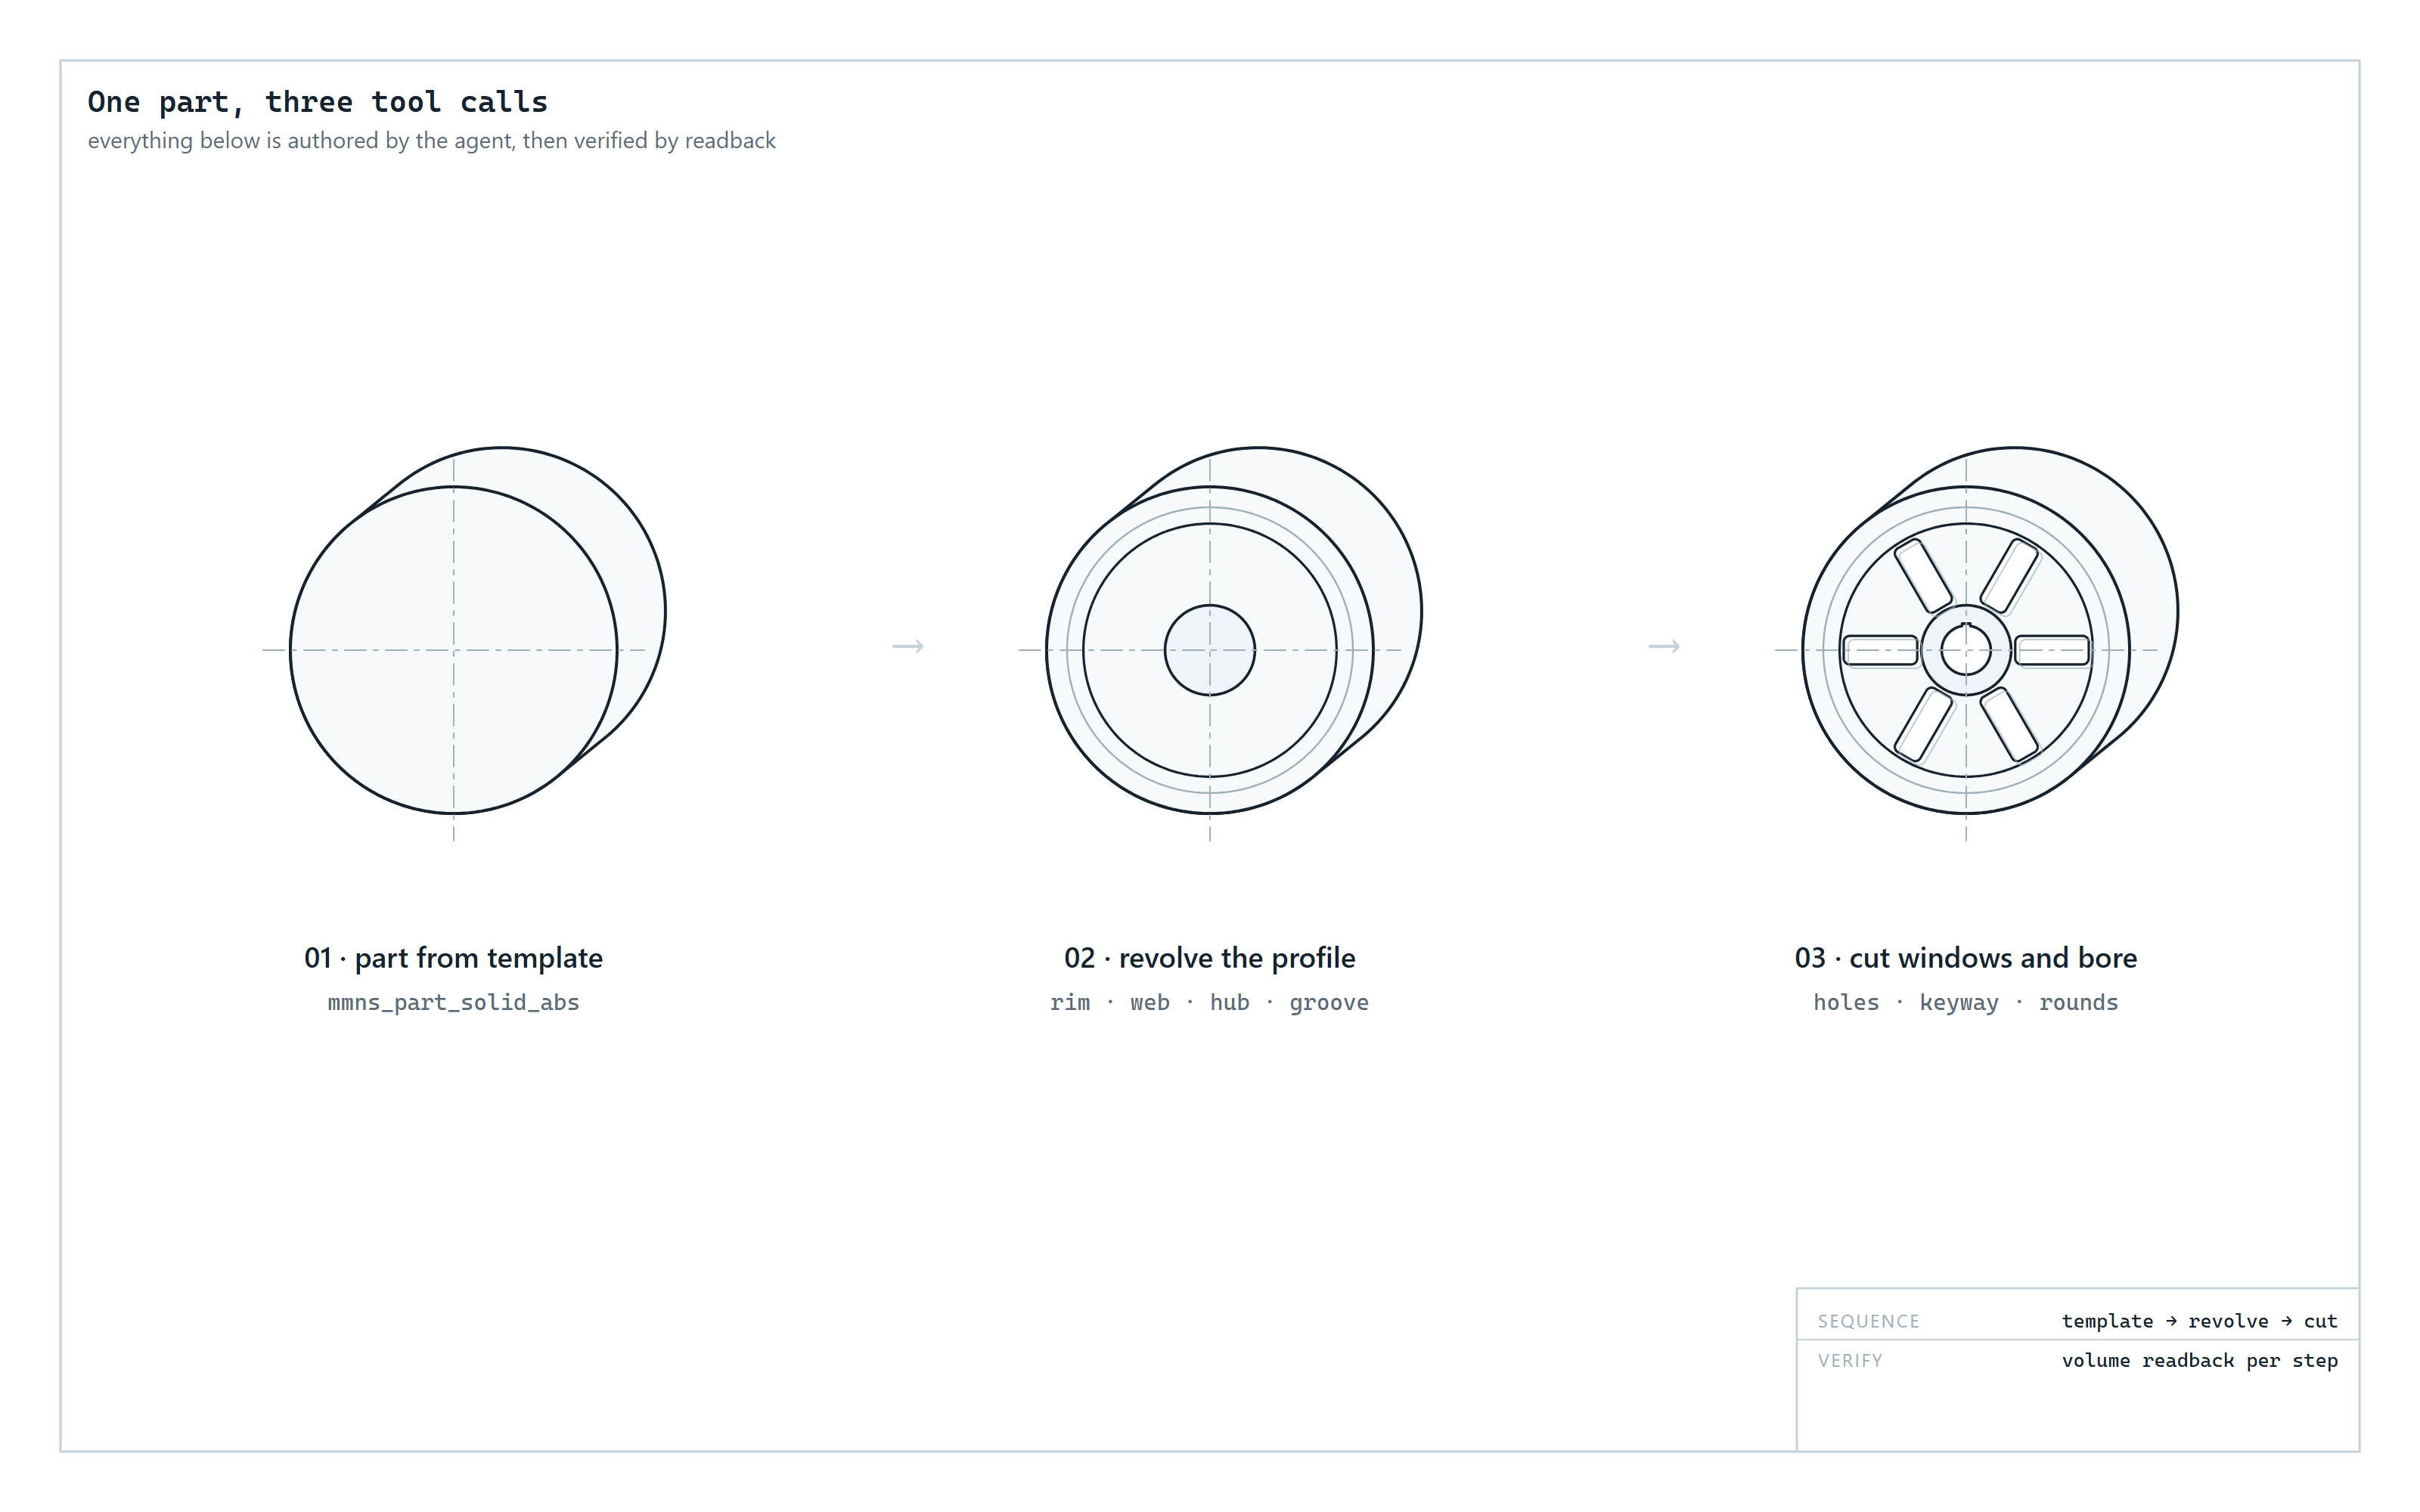 One part, three tool calls
everything below is authored by the agent, then verified by readback
→
→
01 · part from template
mmns_part_solid_abs
02 · revolve the profile
rim · web · hub · groove
03 · cut windows and bore
holes · keyway · rounds
SEQUENCE template → revolve → cut
VERIFY volume readback per step